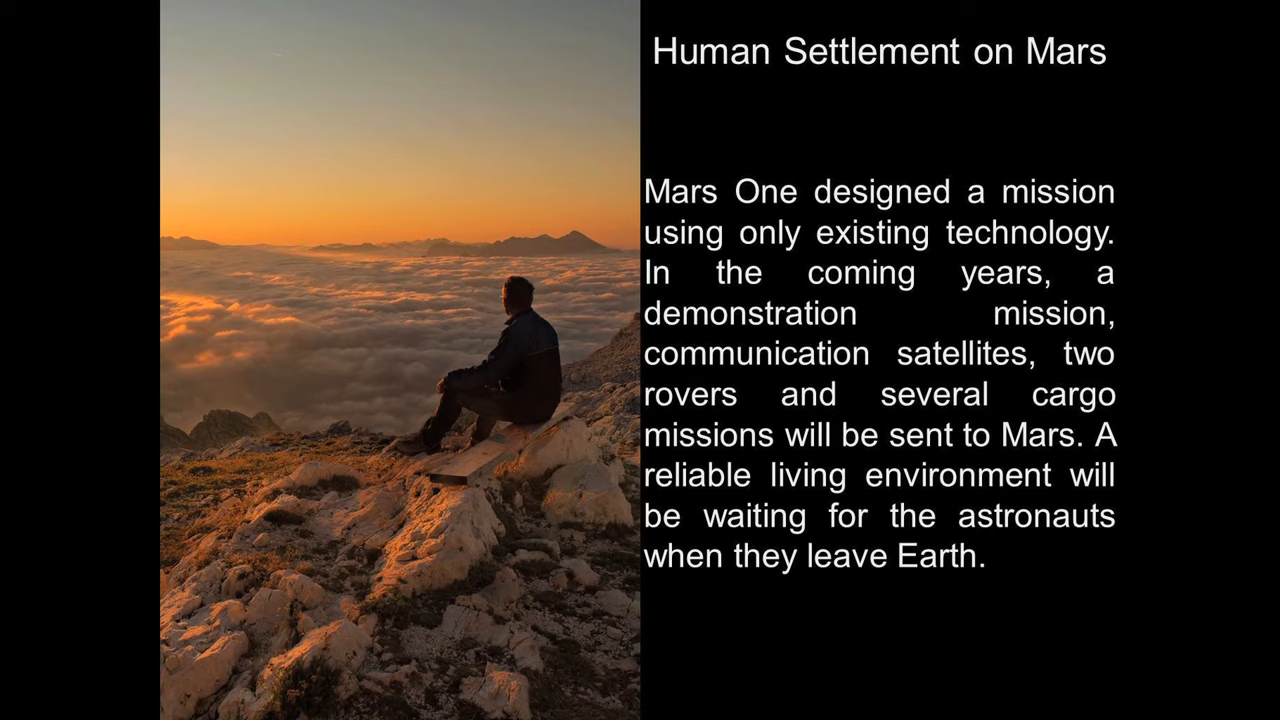 Human Settlement on Mars
Mars One designed a mission
using only existing technology.
In the coming years, a
demonstration mission,
communication satellites, two
rovers and several cargo
missions will be sent to Mars. A
reliable living environment will
be waiting for the astronauts
when they leave Earth.